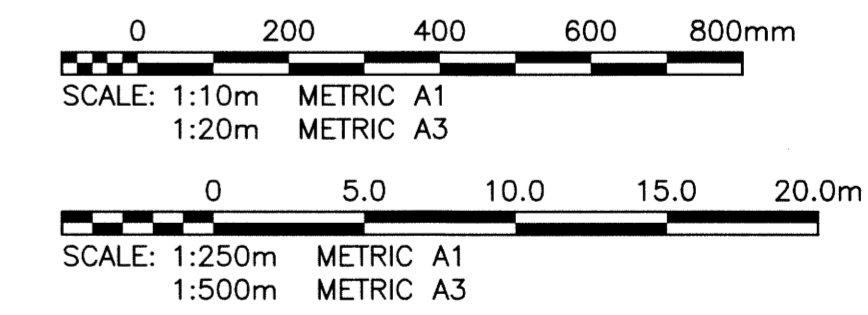 0 200 400 600 800mm
SCALE: 1:10m METRIC A1
1:20m METRIC A3
0 5.0 10.0 15.0 20.0m
SCALE: 1:250m METRIC A1
1:500m METRIC A3